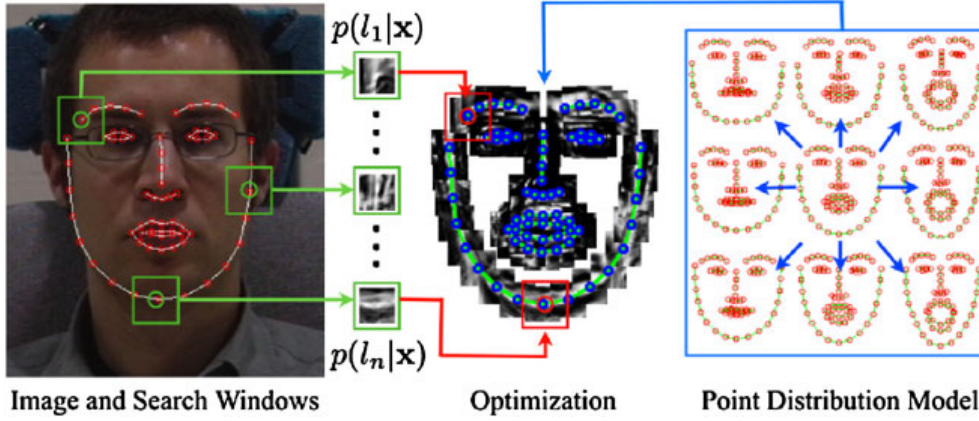 p(l₁|x)
p(lₙ|x)
Image and Search Windows
Optimization
Point Distribution Model